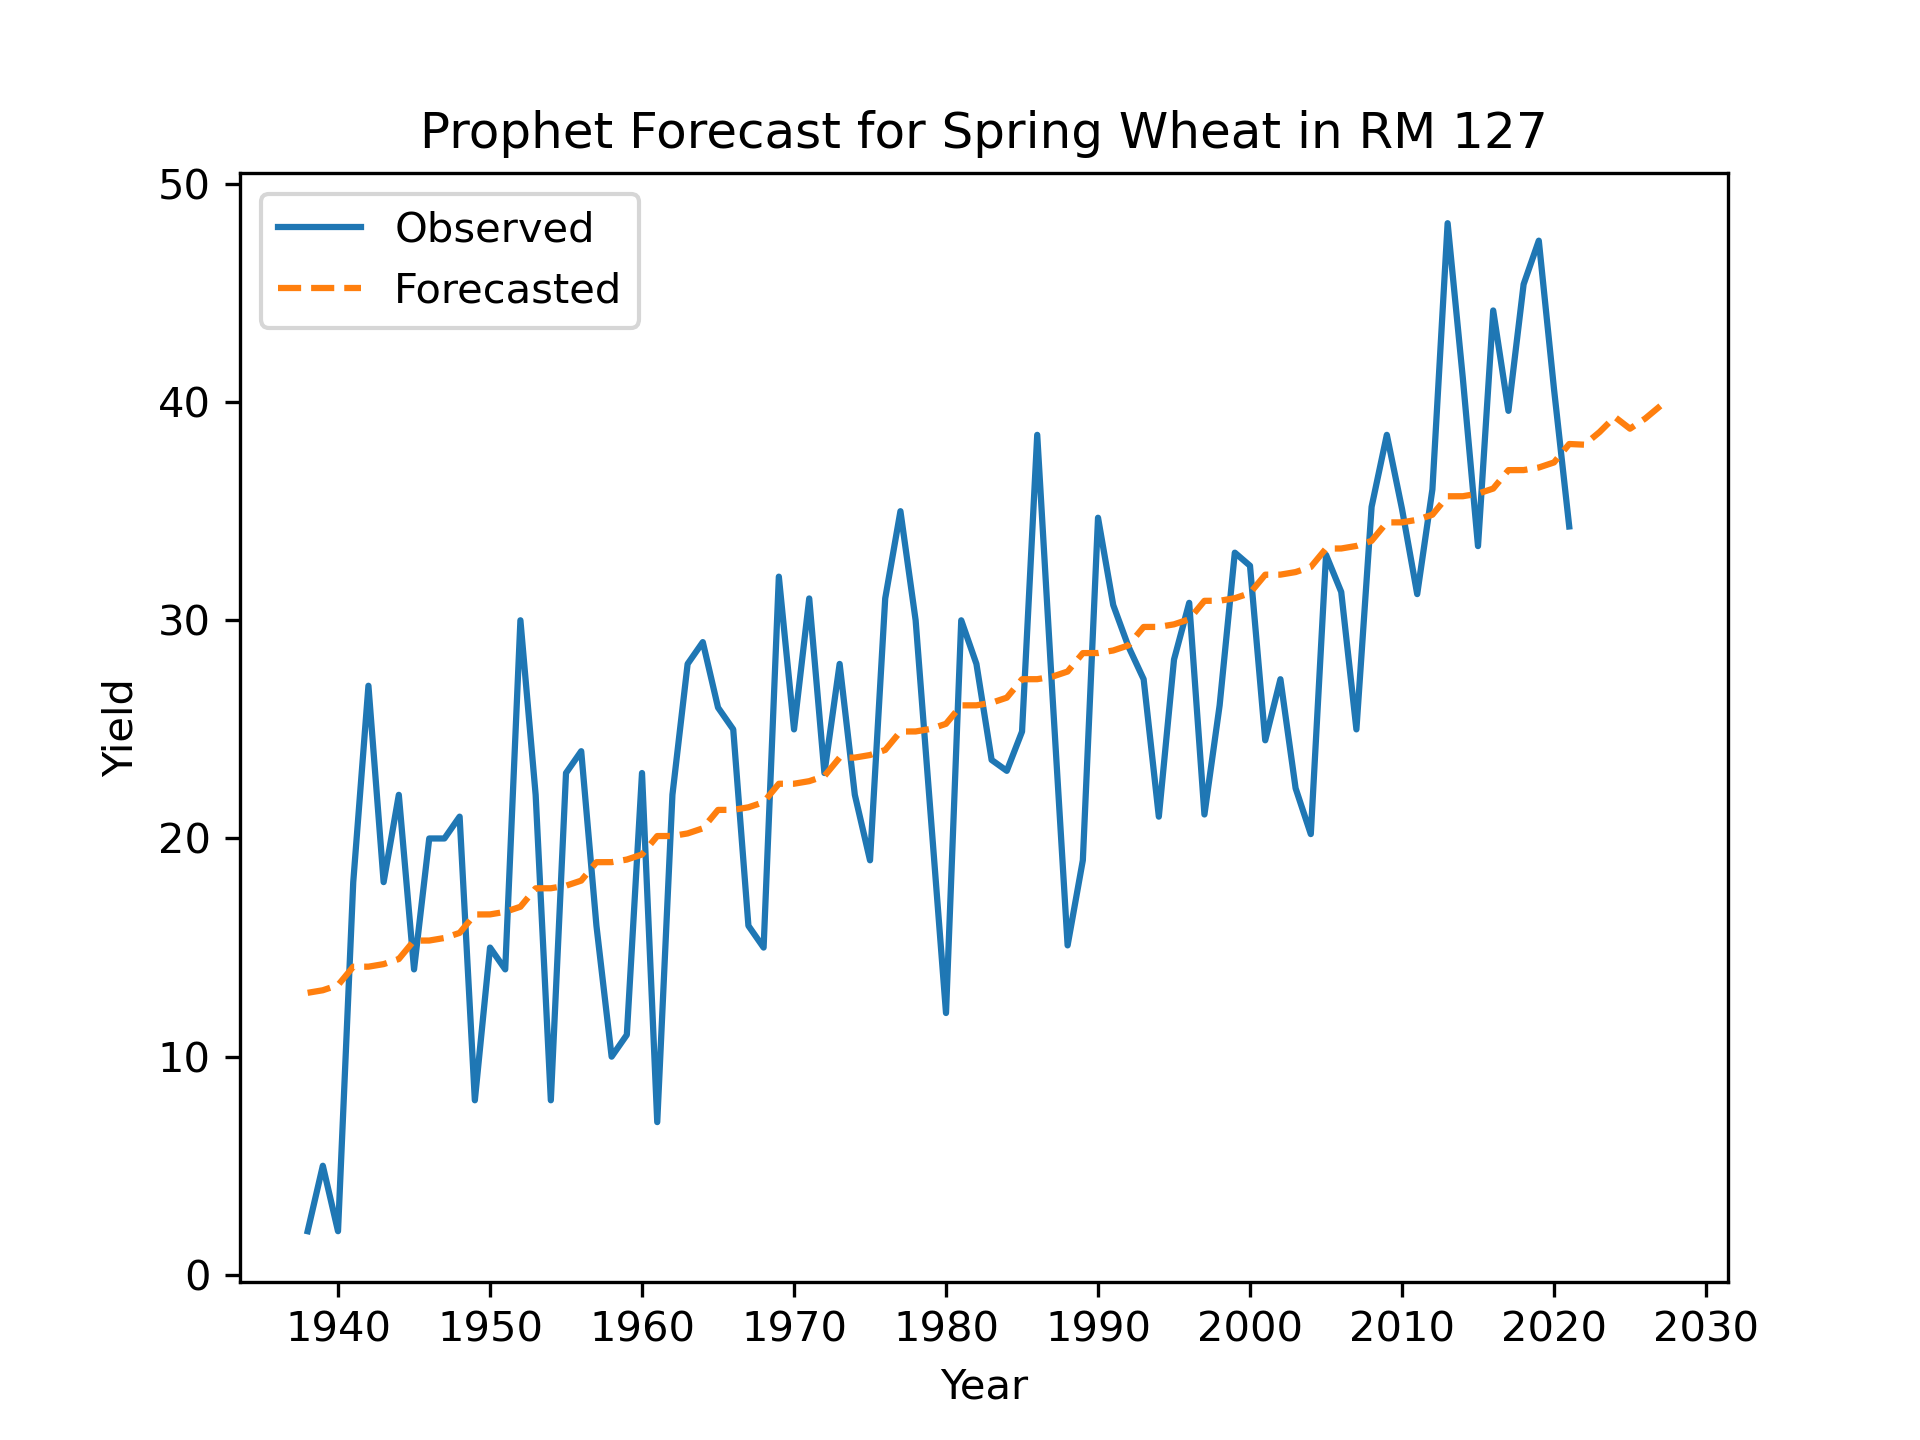 Prophet Forecast for Spring Wheat in RM 127
Observed
Forecasted
50
40
30
20
10
0
Yield
1940 1950 1960 1970 1980 1990 2000 2010 2020 2030
Year